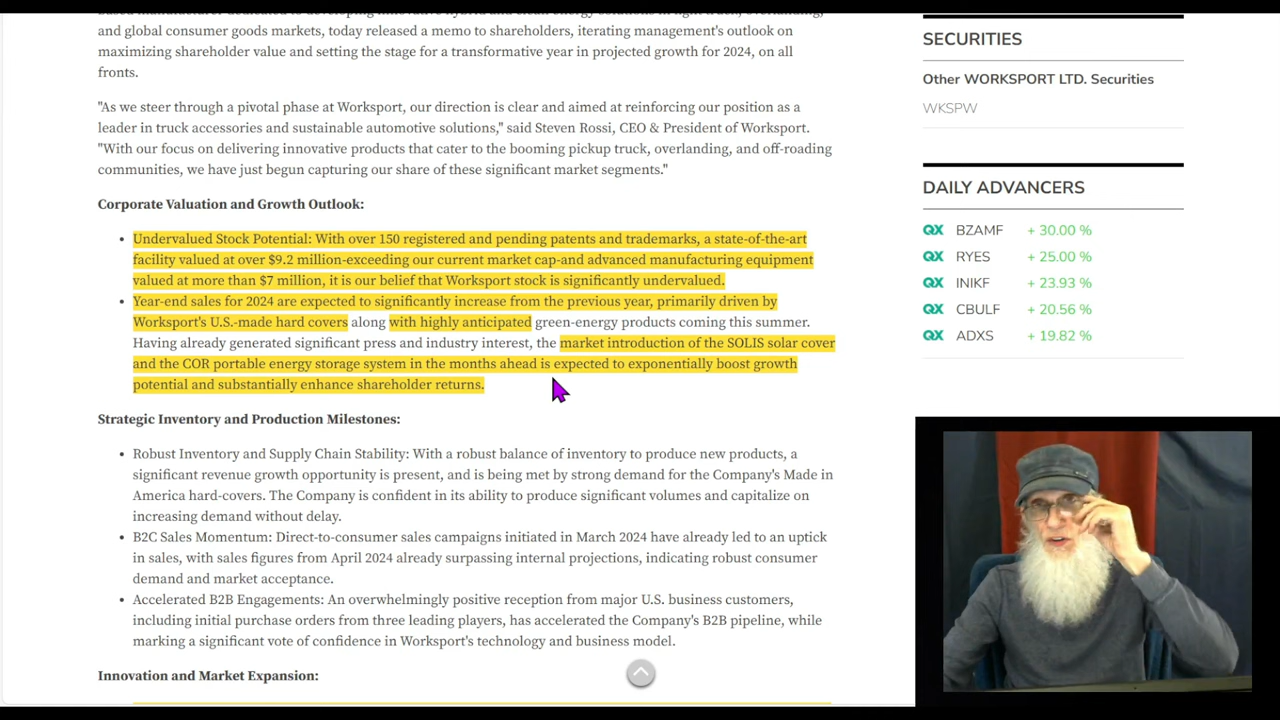 based manufacturer dedicated to developing innovative hybrid and clean energy solutions in light truck, overlanding,
and global consumer goods markets, today released a memo to shareholders, iterating management's outlook on
maximizing shareholder value and setting the stage for a transformative year in projected growth for 2024, on all
fronts.
"As we steer through a pivotal phase at Worksport, our direction is clear and aimed at reinforcing our position as a
leader in truck accessories and sustainable automotive solutions," said Steven Rossi, CEO & President of Worksport.
"With our focus on delivering innovative products that cater to the booming pickup truck, overlanding, and off-roading
communities, we have just begun capturing our share of these significant market segments."
Corporate Valuation and Growth Outlook:
• Undervalued Stock Potential: With over 150 registered and pending patents and trademarks, a state-of-the-art
facility valued at over $9.2 million-exceeding our current market cap-and advanced manufacturing equipment
valued at more than $7 million, it is our belief that Worksport stock is significantly undervalued.
• Year-end sales for 2024 are expected to significantly increase from the previous year, primarily driven by
Worksport's U.S.-made hard covers along with highly anticipated green-energy products coming this summer.
Having already generated significant press and industry interest, the market introduction of the SOLIS solar cover
and the COR portable energy storage system in the months ahead is expected to exponentially boost growth
potential and substantially enhance shareholder returns.
Strategic Inventory and Production Milestones:
• Robust Inventory and Supply Chain Stability: With a robust balance of inventory to produce new products, a
significant revenue growth opportunity is present, and is being met by strong demand for the Company's Made in
America hard-covers. The Company is confident in its ability to produce significant volumes and capitalize on
increasing demand without delay.
• B2C Sales Momentum: Direct-to-consumer sales campaigns initiated in March 2024 have already led to an uptick
in sales, with sales figures from April 2024 already surpassing internal projections, indicating robust consumer
demand and market acceptance.
• Accelerated B2B Engagements: An overwhelmingly positive reception from major U.S. business customers,
including initial purchase orders from three leading players, has accelerated the Company's B2B pipeline, while
marking a significant vote of confidence in Worksport's technology and business model.
Innovation and Market Expansion:
SECURITIES
Other WORKSPORT LTD. Securities
WKSPW
DAILY ADVANCERS
QX BZAMF + 30.00 %
QX RYES + 25.00 %
QX INIKF + 23.93 %
QX CBULF + 20.56 %
QX ADXS + 19.82 %